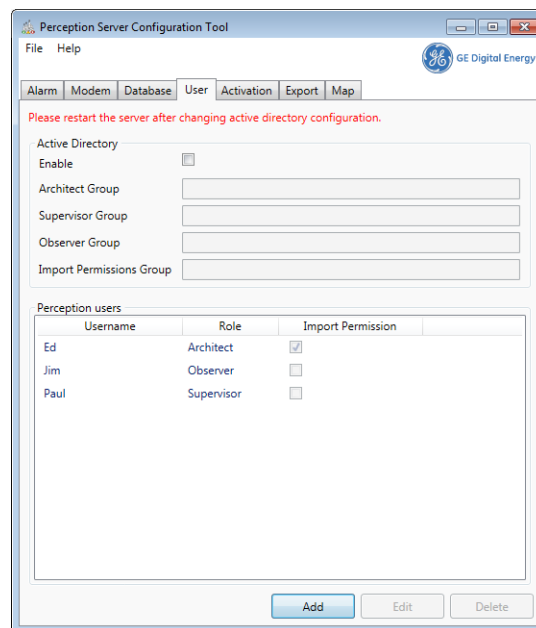 Perception Server Configuration Tool
File Help
GE Digital Energy
Alarm Modem Database User Activation Export Map
Please restart the server after changing active directory configuration.
Active Directory
Enable
Architect Group
Supervisor Group
Observer Group
Import Permissions Group
Perception users
Username Role Import Permission
Ed Architect
Jim Observer
Paul Supervisor
Add Edit Delete